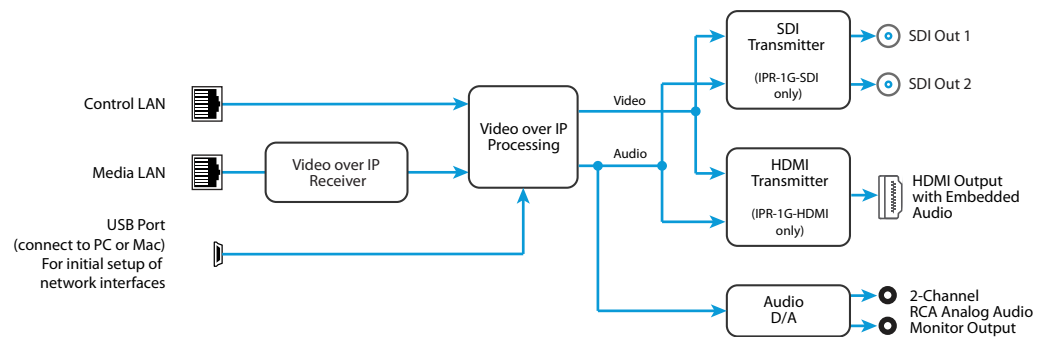 Control LAN
Media LAN
USB Port
(connect to PC or Mac)
For initial setup of
network interfaces
Video over IP
Receiver
Video over IP
Processing
Video
Audio
SDI
Transmitter
(IPR-1G-SDI
only)
SDI Out 1
SDI Out 2
HDMI
Transmitter
(IPR-1G-HDMI
only)
HDMI Output
with Embedded
Audio
Audio
D/A
2-Channel
RCA Analog Audio
Monitor Output